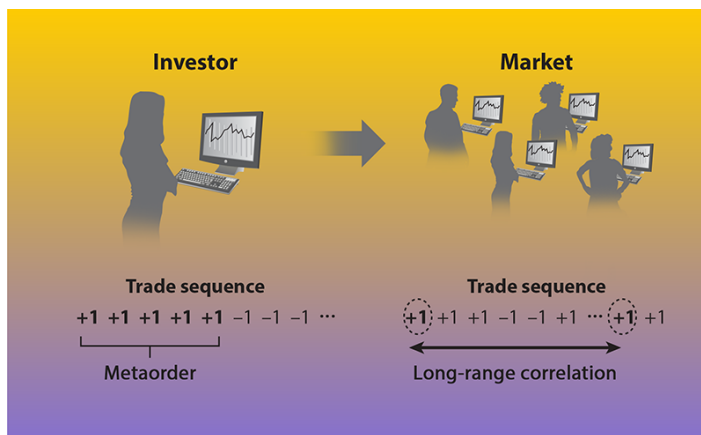 Investor
Market
Trade sequence
+1 +1 +1 +1 +1 –1 –1 –1 ···
Metaorder
Trade sequence
+1 +1 +1 –1 –1 +1 ··· +1 +1
Long-range correlation